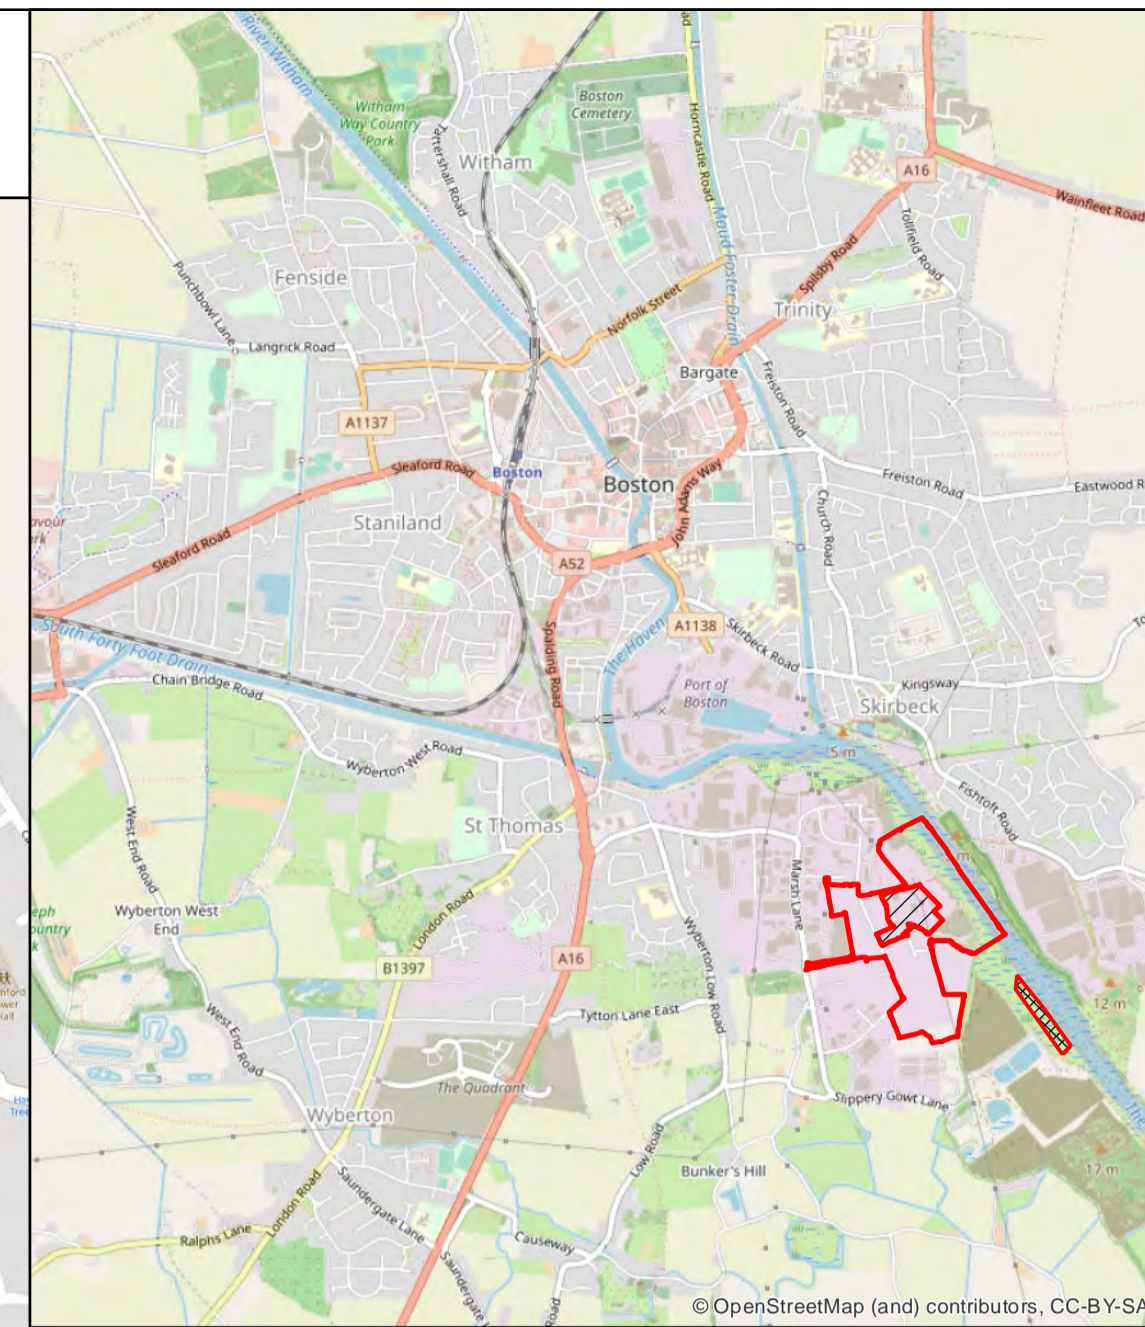 River Witham
Witham
Way Country
Park
Boston
Cemetery
Witham
Horncastle Road
A16
Wainfleet Road
Tollfield Road
Maud Foster Drain
Spilsby Road
Fenside
Punchbowl Lane
Norfolk Street
Trinity
Langrick Road
Bargate
Freiston Road
A1137
Sleaford Road
Boston
Boston
John Adams Way
Freiston Road
Eastwood R
Staniland
Church Road
Sleaford Road
A52
South Forty Foot Drain
Spalding Road
The Haven
A1138
Skirbeck Road
Chain Bridge Road
Port of
Boston
Kingsway
Skirbeck
To
Wyberton West Road
5 m
Fishtoft Road
St Thomas
West End Road
Marsh Lane
m
Wyberton West
End
London Road
Wyberton Low Road
B1397
A16
12 m
West End Road
Tytton Lane East
The Quadrant
Slippery Gowt Lane
Wyberton
Low Road
Bunker's Hill
17 m
London Road
Saundergate Lane
Ralphs Lane
Causeway
Saundergate L
Road
© OpenStreetMap (and) contributors, CC-BY-SA